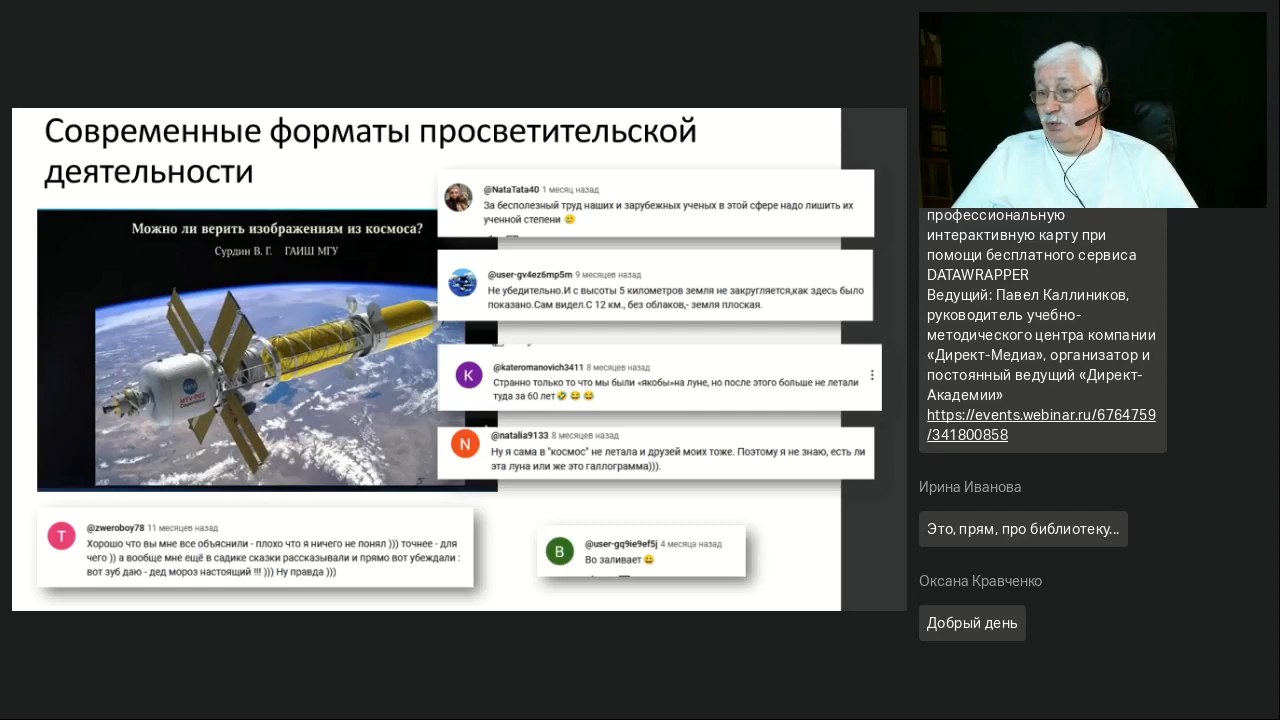 Современные форматы просветительской
деятельности
Можно ли верить изображениям из космоса?
Сурдин В. Г. ГАИШ МГУ
@NataTata40 1 месяц назад
За бесполезный труд наших и зарубежных ученых в этой сфере надо лишить их
ученной степени 🙂
@user-gv4ez6mp5m 9 месяцев назад
Не убедительно.И с высоты 5 километров земля не закругляется,как здесь было
показано.Сам видел.С 12 км., без облаков,- земля плоская.
K
@kateromanovich3411 8 месяцев назад
Странно только то что мы были «якобы»на луне, но после этого больше не летали
туда за 60 лет🤣 😂 😂
N
@natalia9133 8 месяцев назад
Ну я сама в "космос" не летала и друзей моих тоже. Поэтому я не знаю, есть ли
эта луна или же это галлограмма))).
T
@zweroboy78 11 месяцев назад
Хорошо что вы мне все объяснили - плохо что я ничего не понял ))) точнее - для
чего )) а вообще мне ещё в садике сказки рассказывали и прямо вот убеждали :
вот зуб даю - дед мороз настоящий !!! ))) Ну правда )))
B
@user-gq9ie9ef5j 4 месяца назад
Во заливает😀
профессиональную
интерактивную карту при
помощи бесплатного сервиса
DATAWRAPPER
Ведущий: Павел Каллиников,
руководитель учебно-
методического центра компании
«Директ-Медиа», организатор и
постоянный ведущий «Директ-
Академии»
https://events.webinar.ru/6764759
/341800858
Ирина Иванова
Это, прям, про библиотеку...
Оксана Кравченко
Добрый день